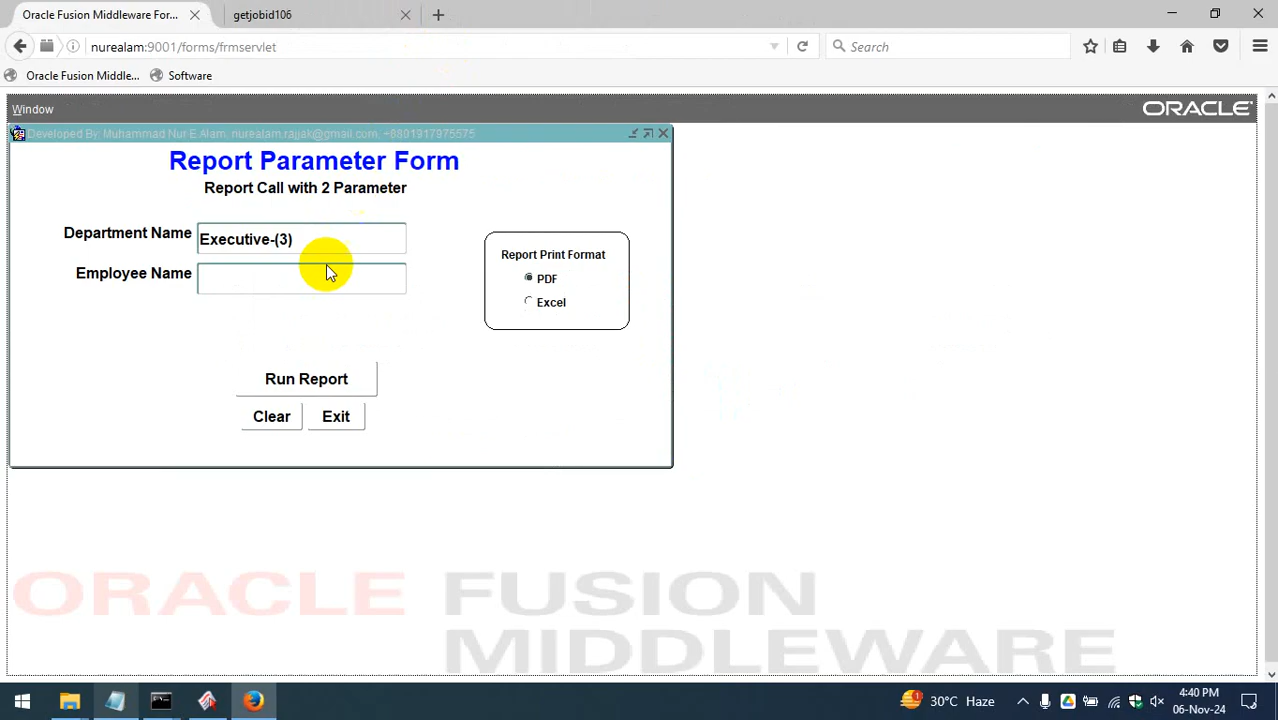 Oracle Fusion Middleware For...
getjobid106
nurealam:9001/forms/frmservlet
Search
Oracle Fusion Middle...
Software
Window
ORACLE
Developed By: Muhammad Nur E Alam, nurealam.rajjak@gmail.com, +8801917975575
Report Parameter Form
Report Call with 2 Parameter
Department Name
Executive-(3)
Employee Name
Report Print Format
PDF
Excel
Run Report
Clear
Exit
ORACLE FUSION
MIDDLEWARE
30°C Haze
4:40 PM
06-Nov-24